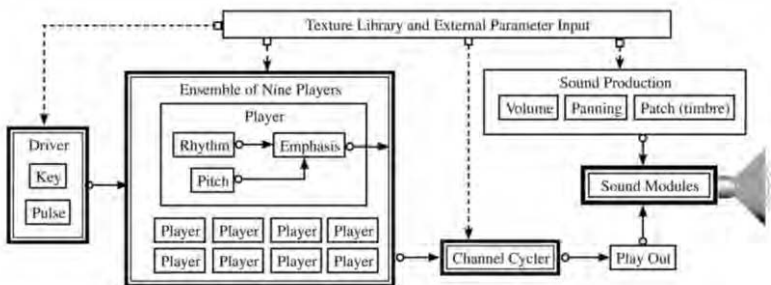 Texture Library and External Parameter Input
Ensemble of Nine Players
Player
Rhythm
Emphasis
Pitch
Player Player Player Player
Player Player Player Player
Driver
Key
Pulse
Sound Production
Volume Panning Patch (timbre)
Sound Modules
Channel Cycler
Play Out